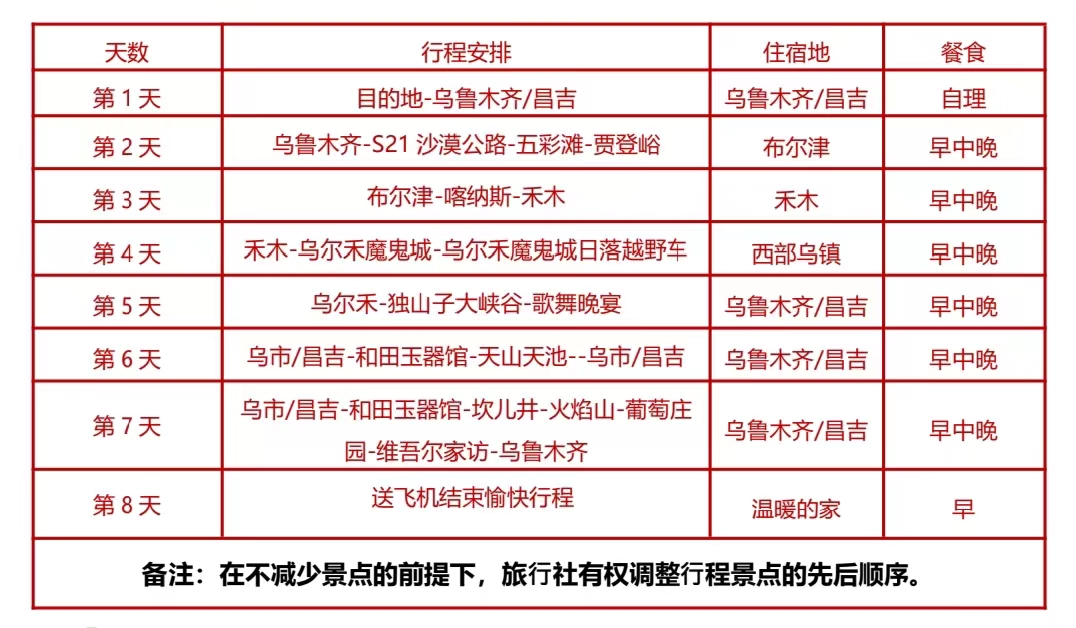 天数 行程安排 住宿地 餐食
第 1 天 目的地-乌鲁木齐/昌吉 乌鲁木齐/昌吉 自理
第 2 天 乌鲁木齐-S21 沙漠公路-五彩滩-贾登峪 布尔津 早中晚
第 3 天 布尔津-喀纳斯-禾木 禾木 早中晚
第 4 天 禾木-乌尔禾魔鬼城-乌尔禾魔鬼城日落越野车 西部乌镇 早中晚
第 5 天 乌尔禾-独山子大峡谷-歌舞晚宴 乌鲁木齐/昌吉 早中晚
第 6 天 乌市/昌吉-和田玉器馆-天山天池--乌市/昌吉 乌鲁木齐/昌吉 早中晚
第 7 天 乌市/昌吉-和田玉器馆-坎儿井-火焰山-葡萄庄
园-维吾尔家访-乌鲁木齐 乌鲁木齐/昌吉 早中晚
第 8 天 送飞机结束愉快行程 温暖的家 早
备注：在不减少景点的前提下，旅行社有权调整行程景点的先后顺序。